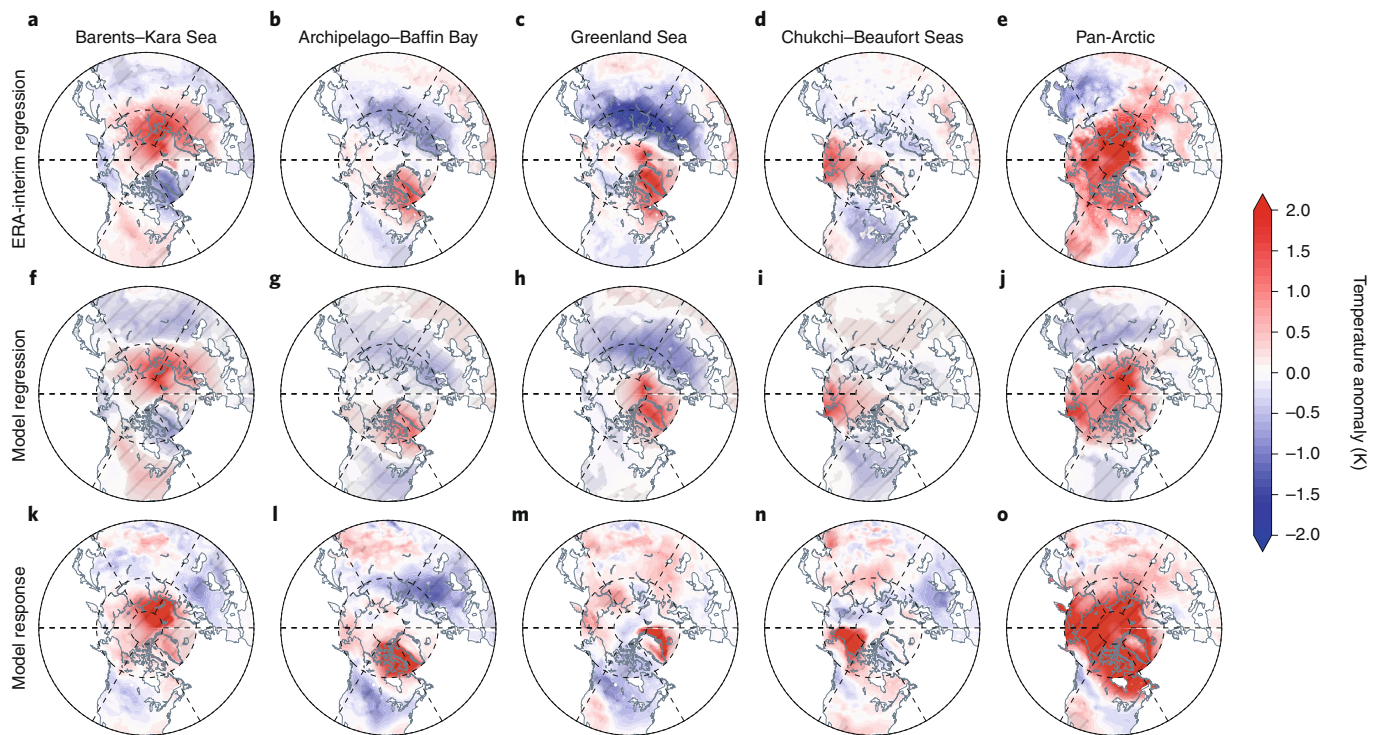 a b c d e
Barents–Kara Sea Archipelago–Baffin Bay Greenland Sea Chukchi–Beaufort Seas Pan-Arctic
ERA-interim regression
f g h i j
Model regression
k l m n o
Model response
2.0
1.5
1.0
0.5
0.0
−0.5
−1.0
−1.5
−2.0
Temperature anomaly (K)